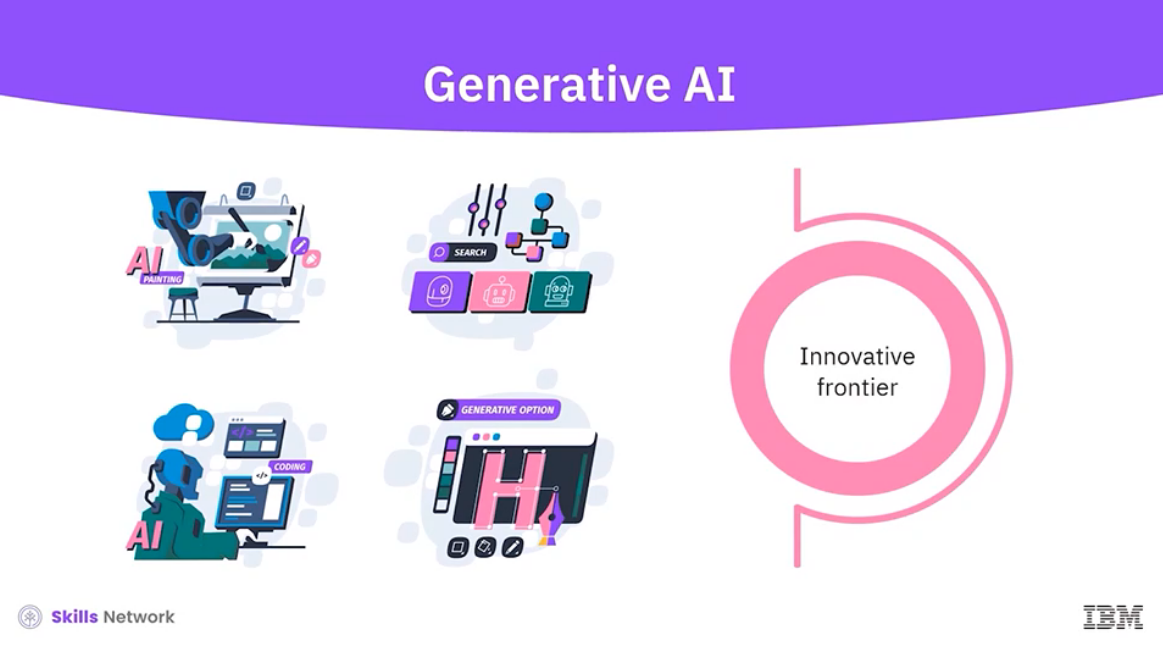 Generative AI
AI
PAINTING
SEARCH
Innovative
frontier
CODING
</>
AI
GENERATIVE OPTION
H
Skills Network
IBM